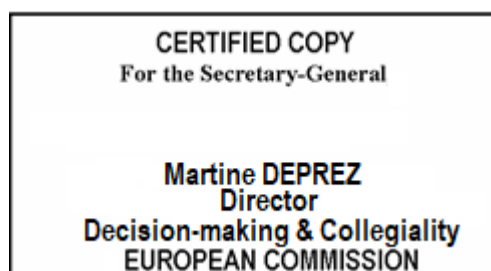 CERTIFIED COPY
For the Secretary-General
Martine DEPREZ
Director
Decision-making & Collegiality
EUROPEAN COMMISSION